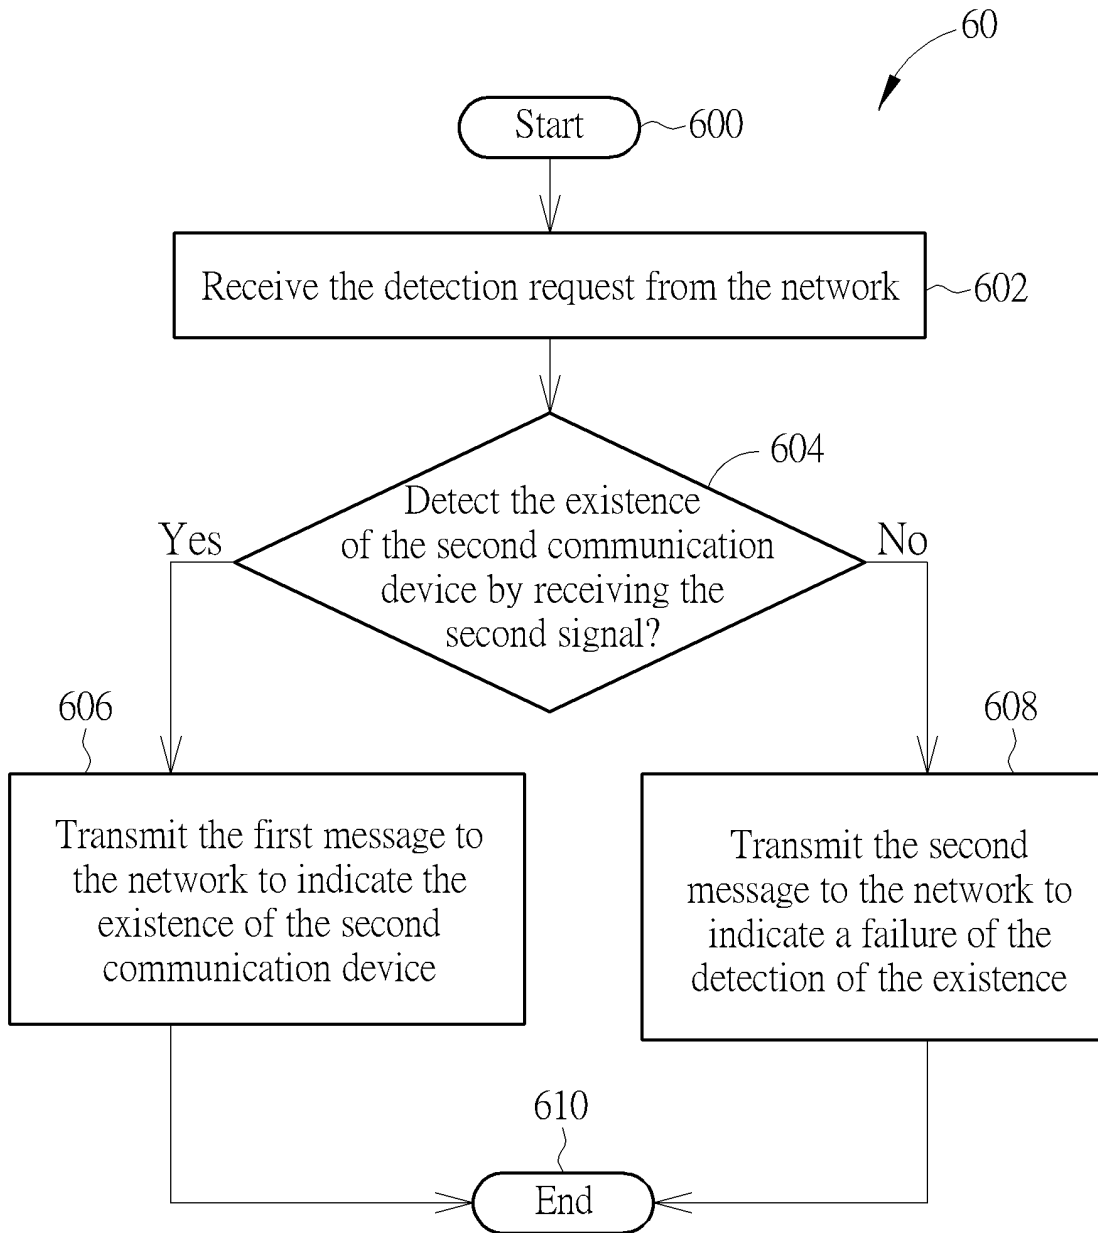 60
Start
600
Receive the detection request from the network
602
604
Detect the existence
of the second communication
device by receiving the
second signal?
Yes
No
606
Transmit the first message to
the network to indicate the
existence of the second
communication device
608
Transmit the second
message to the network to
indicate a failure of the
detection of the existence
610
End